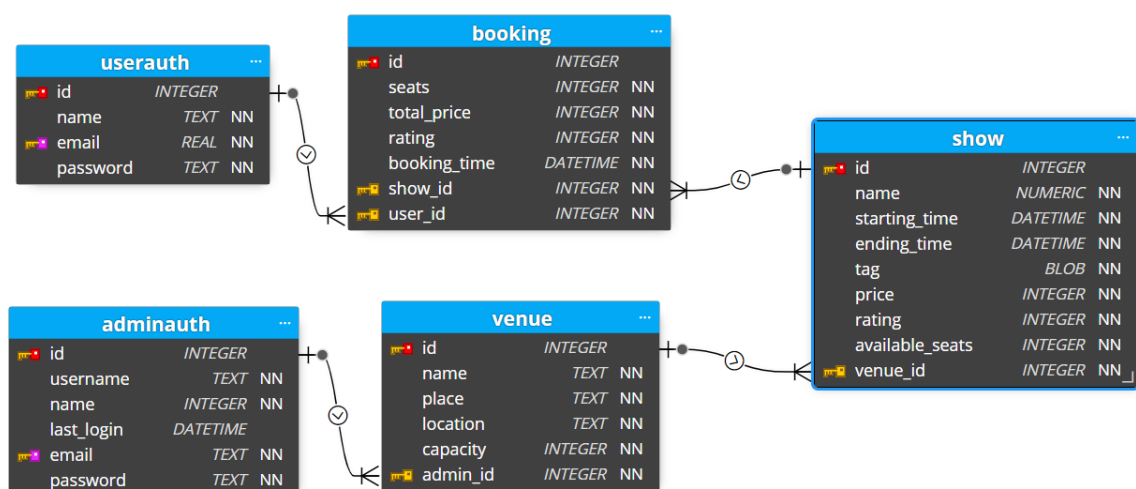 userauth ...
id INTEGER
name TEXT NN
email REAL NN
password TEXT NN
booking ...
id INTEGER
seats INTEGER NN
total_price INTEGER NN
rating INTEGER NN
booking_time DATETIME NN
show_id INTEGER NN
user_id INTEGER NN
show ...
id INTEGER
name NUMERIC NN
starting_time DATETIME NN
ending_time DATETIME NN
tag BLOB NN
price INTEGER NN
rating INTEGER NN
available_seats INTEGER NN
venue_id INTEGER NN
adminauth ...
id INTEGER
username TEXT NN
name INTEGER NN
last_login DATETIME
email TEXT NN
password TEXT NN
venue ...
id INTEGER
name TEXT NN
place TEXT NN
location TEXT NN
capacity INTEGER NN
admin_id INTEGER NN